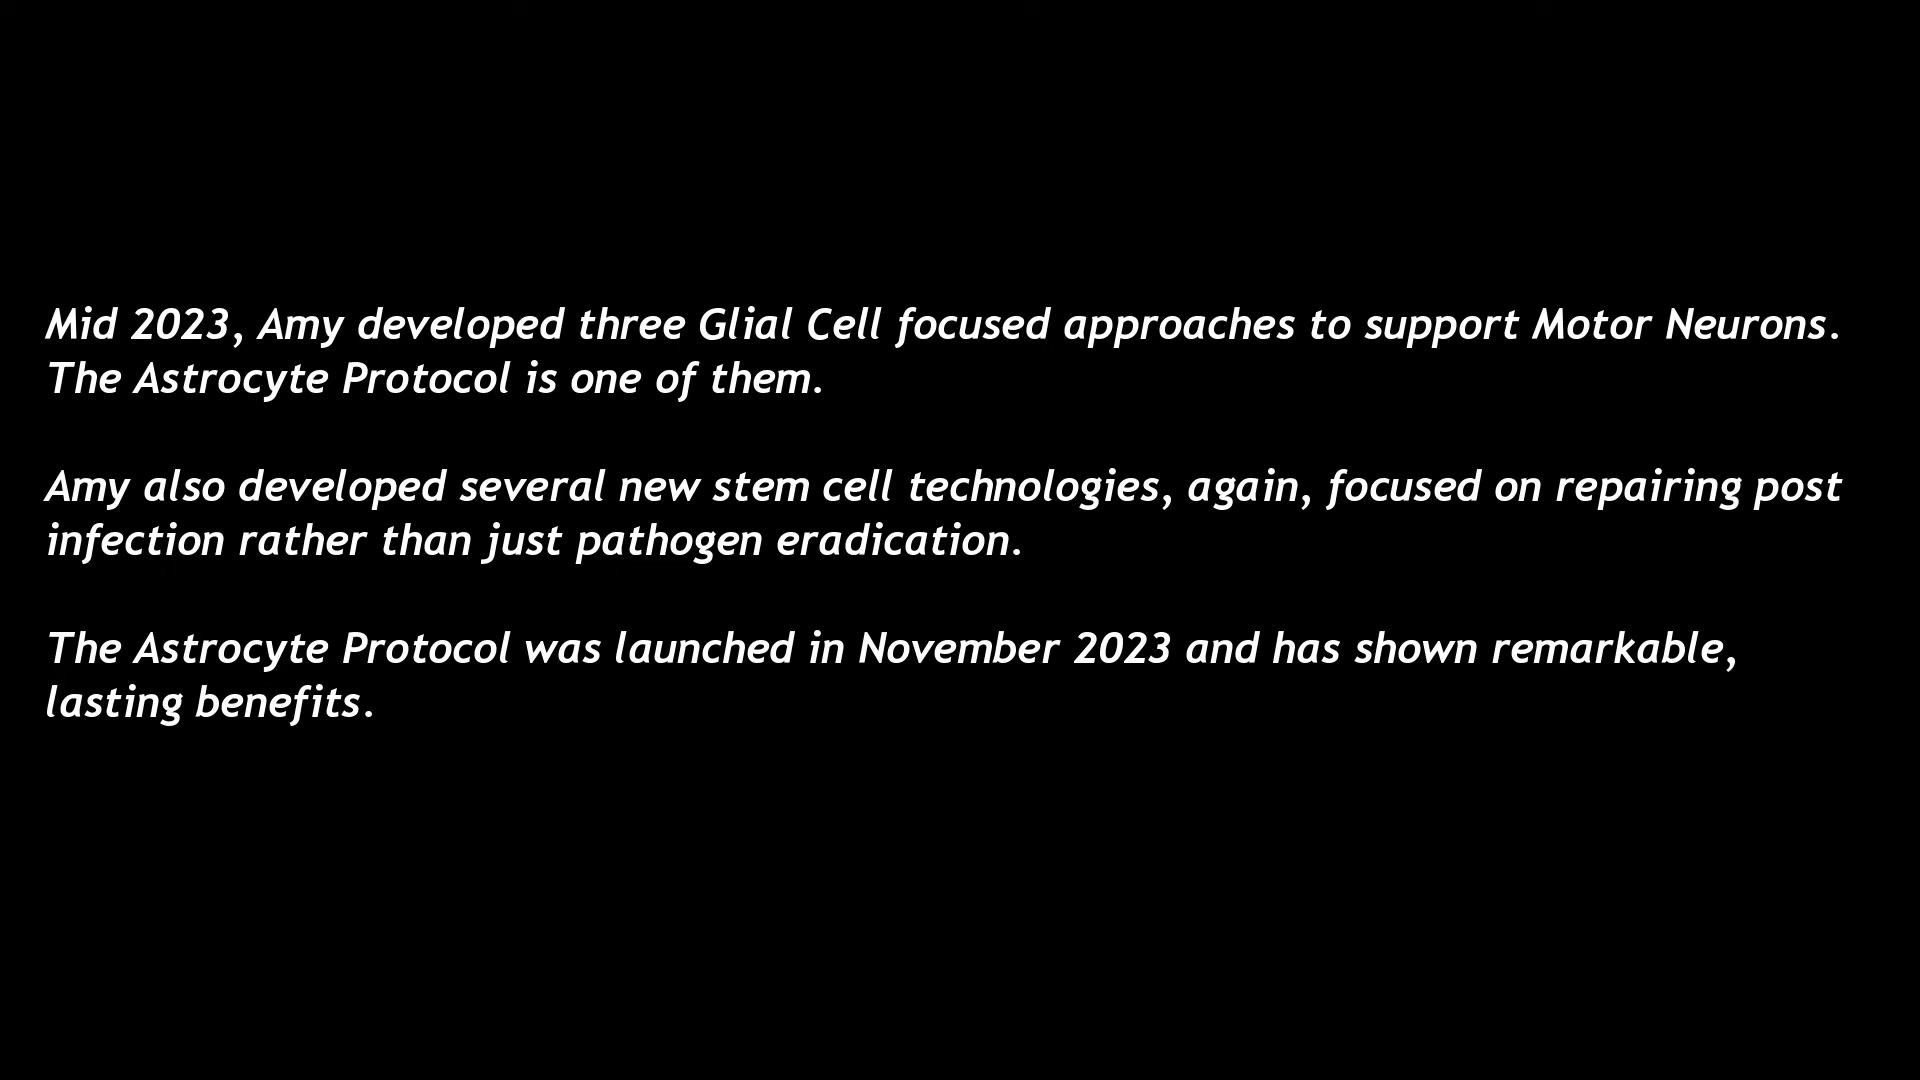 Mid 2023, Amy developed three Glial Cell focused approaches to support Motor Neurons.
The Astrocyte Protocol is one of them.
Amy also developed several new stem cell technologies, again, focused on repairing post
infection rather than just pathogen eradication.
The Astrocyte Protocol was launched in November 2023 and has shown remarkable,
lasting benefits.